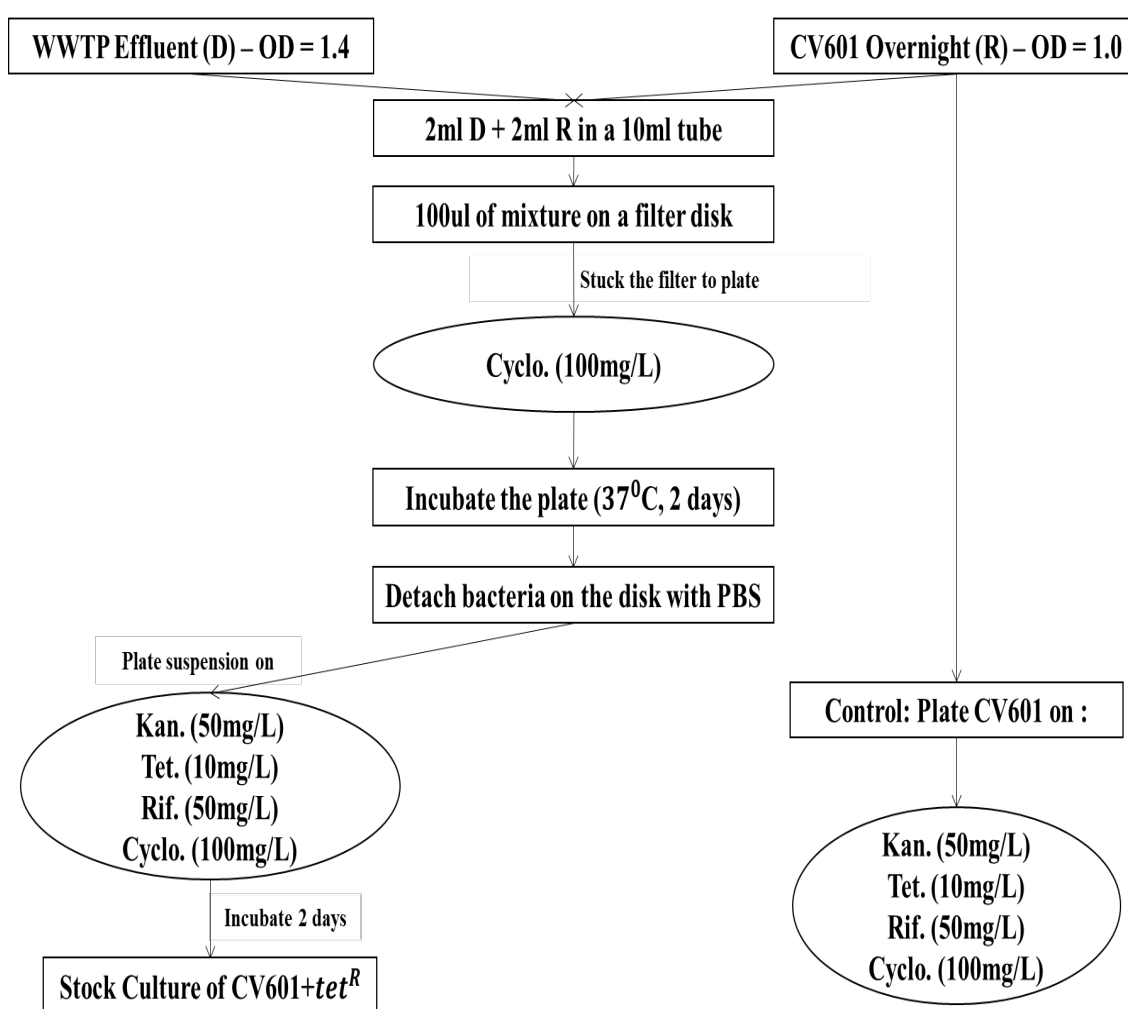 WWTP Effluent (D) – OD = 1.4
CV601 Overnight (R) – OD = 1.0
2ml D + 2ml R in a 10ml tube
100ul of mixture on a filter disk
Stuck the filter to plate
Cyclo. (100mg/L)
Incubate the plate (37⁰C, 2 days)
Detach bacteria on the disk with PBS
Plate suspension on
Kan. (50mg/L)
Tet. (10mg/L)
Rif. (50mg/L)
Cyclo. (100mg/L)
Incubate 2 days
Stock Culture of CV601+tetᴿ
Control: Plate CV601 on :
Kan. (50mg/L)
Tet. (10mg/L)
Rif. (50mg/L)
Cyclo. (100mg/L)